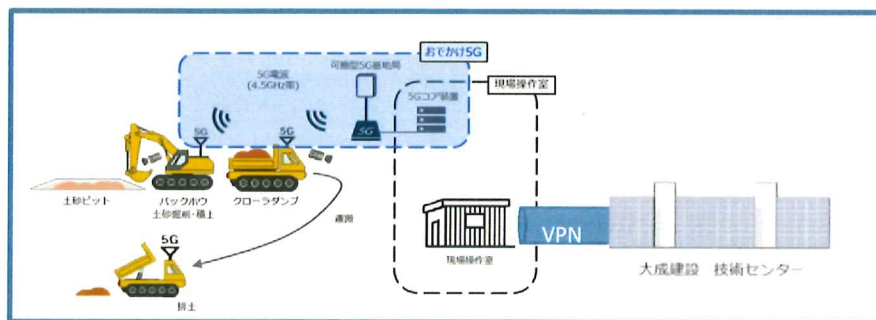 おでかけ5G
5G電波
(4.5GHz帯)
可搬型5G基地局
現場操作室
5Gコア装置
5G
5G
5G
土砂ピット
バックホウ
土砂掘削・積土
クローラダンプ
運搬
5G
排土
現場操作室
VPN
大成建設 技術センター